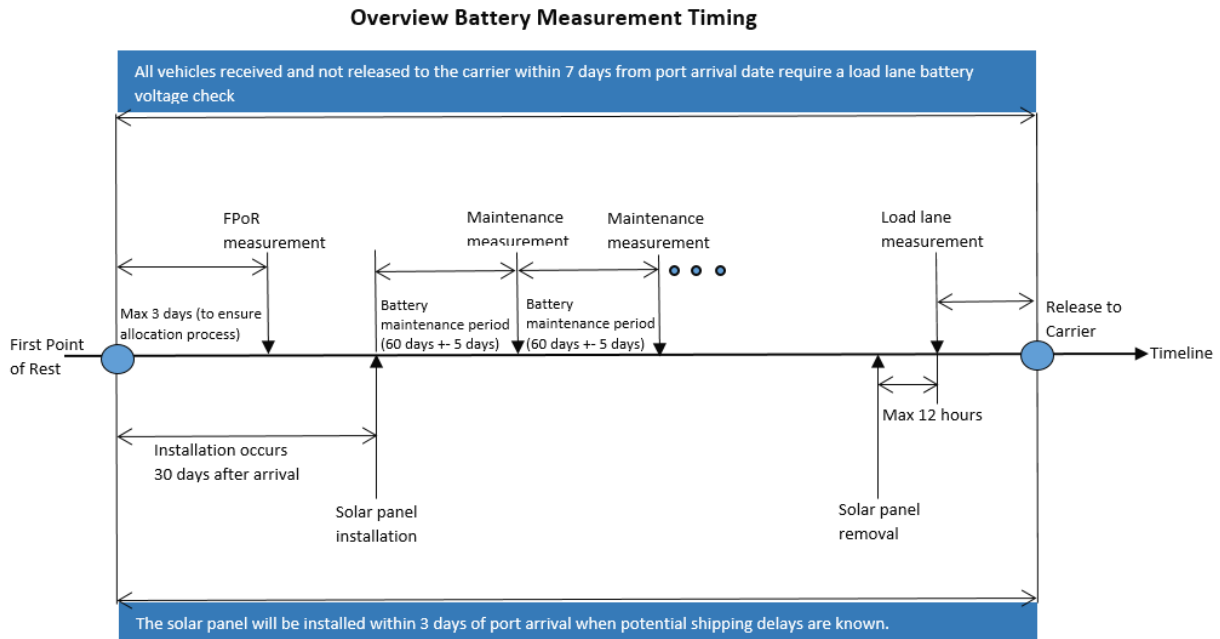 Overview Battery Measurement Timing
All vehicles received and not released to the carrier within 7 days from port arrival date require a load lane battery
voltage check
FPoR
measurement
Maintenance
measurement
Maintenance
measurement
Load lane
measurement
Max 3 days (to ensure
allocation process)
Battery
maintenance period
(60 days +- 5 days)
Battery
maintenance period
(60 days +- 5 days)
Release to
Carrier
First Point
of Rest
Timeline
Max 12 hours
Installation occurs
30 days after arrival
Solar panel
installation
Solar panel
removal
The solar panel will be installed within 3 days of port arrival when potential shipping delays are known.